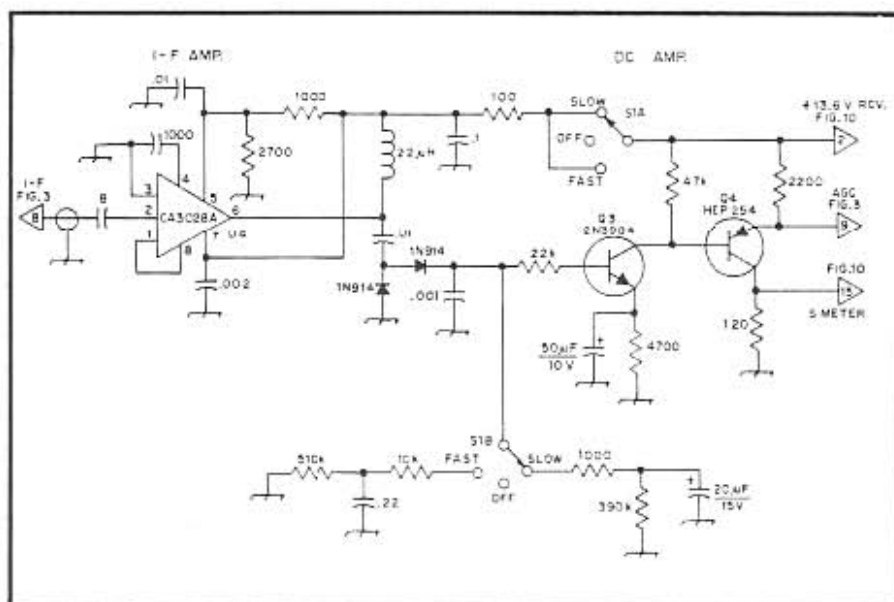 I-F AMP.
DC AMP.
.01
1000
100
SLOW
S1A
+13.6 V RCV.
FIG.10
2
OFF
FAST
1000
2700
22µH
.1
47k
2200
AGC
FIG.3
9
I-F
FIG.3
8
8
4
3
2
1
CA3028A
5
6
7
8
U4
.01
Q3
2N3904
Q4
HEP 254
1N914
22k
.002
1N914
.001
FIG.10
15
S METER
50µF
10V
4700
120
S1B
510k
10k
FAST
SLOW
1000
OFF
.22
390k
20µF
15V